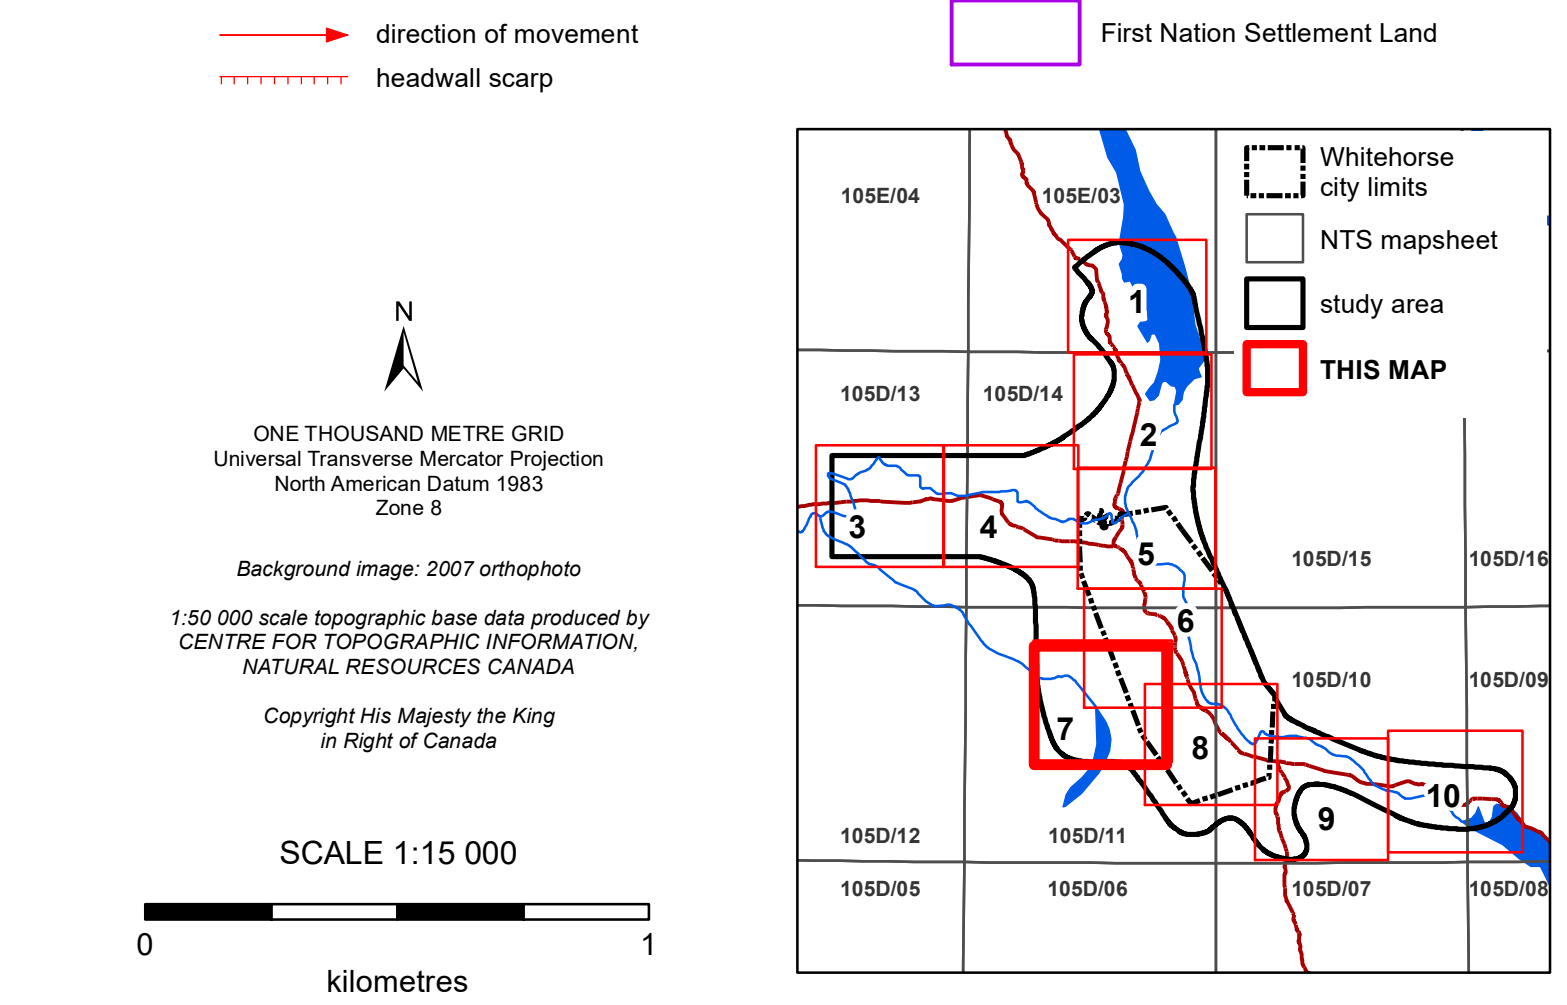 direction of movement
headwall scarp
First Nation Settlement Land
N
ONE THOUSAND METRE GRID
Universal Transverse Mercator Projection
North American Datum 1983
Zone 8
Background image: 2007 orthophoto
1:50 000 scale topographic base data produced by
CENTRE FOR TOPOGRAPHIC INFORMATION,
NATURAL RESOURCES CANADA
Copyright His Majesty the King
in Right of Canada
SCALE 1:15 000
0 1
kilometres
Whitehorse
city limits
NTS mapsheet
study area
THIS MAP
105E/04 105E/03
1
105D/13 105D/14
2
3 4 5
105D/15 105D/16
6
105D/10 105D/09
7 8
10
9
105D/12 105D/11
105D/05 105D/06 105D/07 105D/08